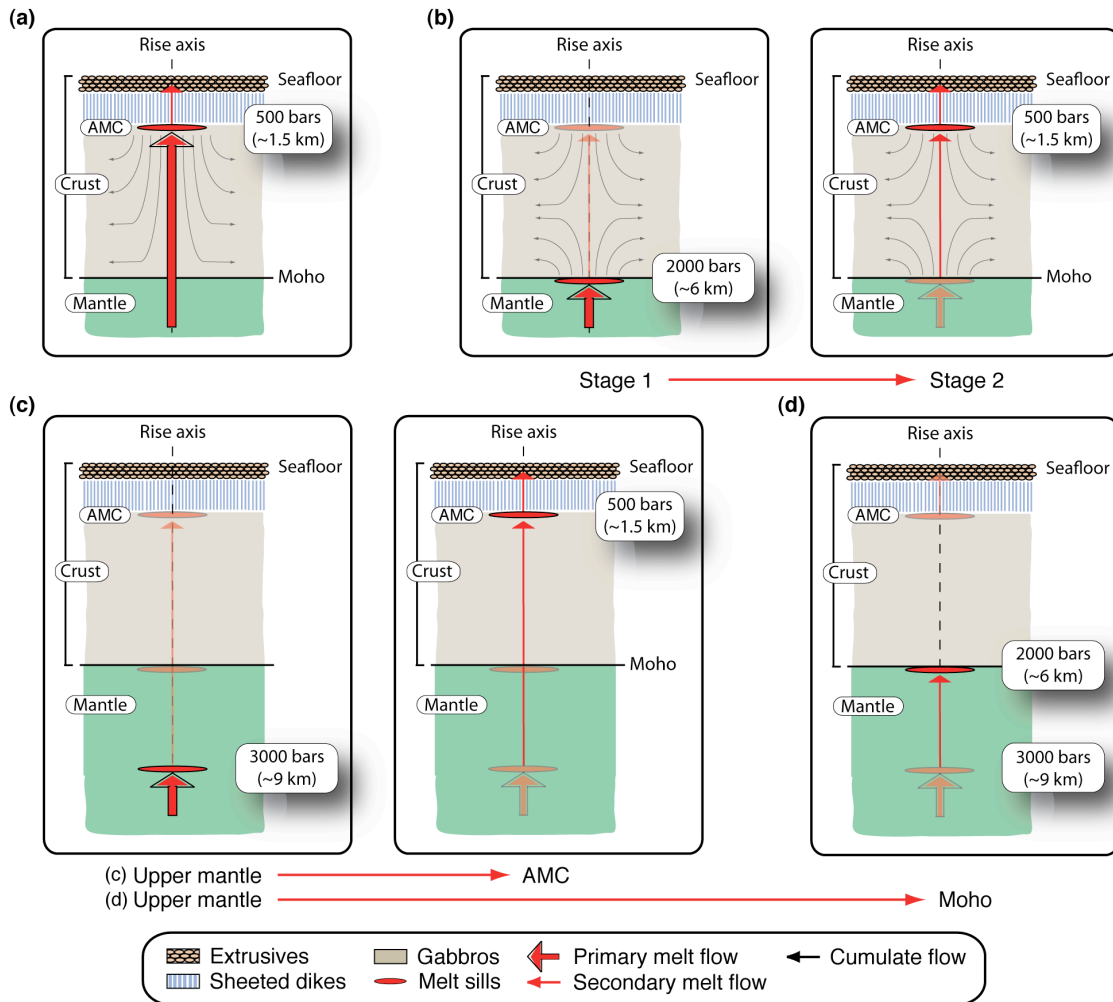 (a)
Rise axis
Seafloor
500 bars
(~1.5 km)
AMC
Crust
Moho
Mantle
(b)
Rise axis
Seafloor
AMC
Crust
2000 bars
(~6 km)
Moho
Mantle
Rise axis
Seafloor
500 bars
(~1.5 km)
AMC
Crust
Moho
Mantle
Stage 1
Stage 2
(c)
Rise axis
Seafloor
AMC
Crust
Mantle
3000 bars
(~9 km)
Rise axis
Seafloor
500 bars
(~1.5 km)
AMC
Crust
Moho
Mantle
(d)
Rise axis
Seafloor
AMC
Crust
2000 bars
(~6 km)
Mantle
3000 bars
(~9 km)
(c) Upper mantle
AMC
(d) Upper mantle
Moho
Extrusives
Gabbros
Primary melt flow
Cumulate flow
Sheeted dikes
Melt sills
Secondary melt flow